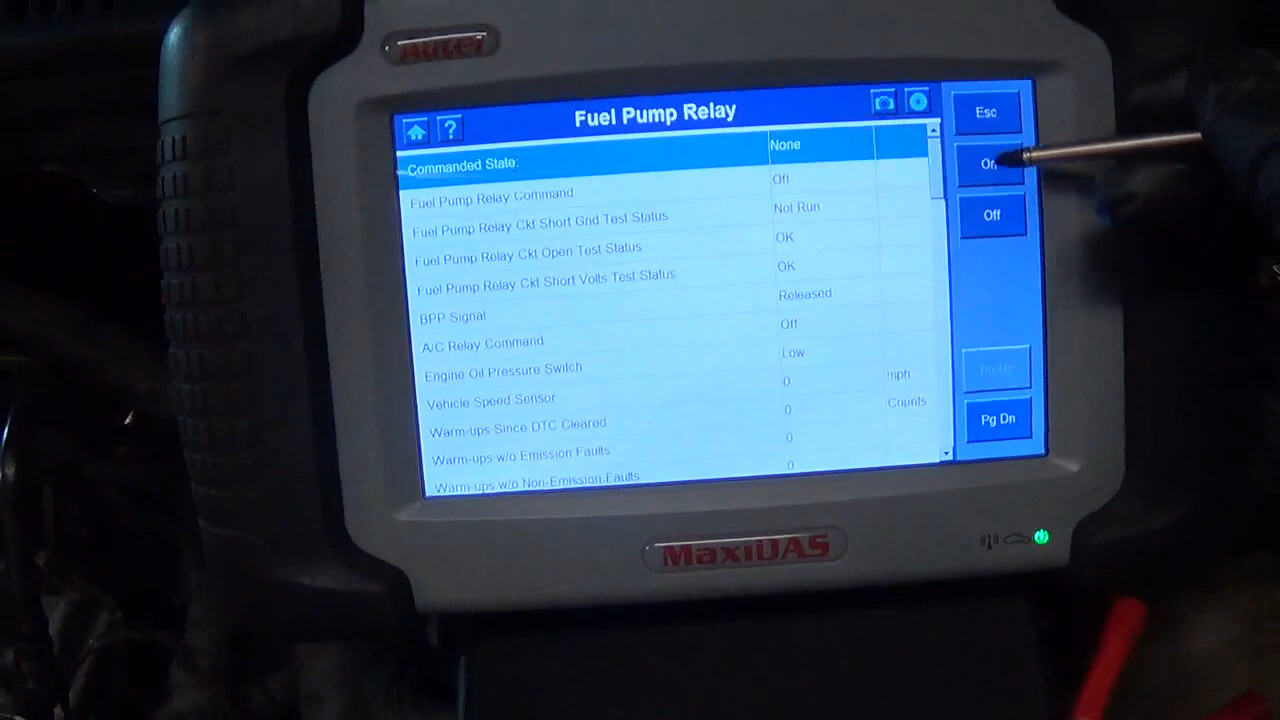 Autel
Fuel Pump Relay
Esc
Commanded State: None
On
Fuel Pump Relay Command Off
Fuel Pump Relay Ckt Short Gnd Test Status Not Run
Off
Fuel Pump Relay Ckt Open Test Status OK
Fuel Pump Relay Ckt Short Volts Test Status OK
BPP Signal Released
A/C Relay Command Off
Engine Oil Pressure Switch Low
Vehicle Speed Sensor 0 mph
Warm-ups Since DTC Cleared 0 Counts
Warm-ups w/o Emission Faults 0
Warm-ups w/o Non-Emission Faults 0
Pg Up
Pg Dn
MaxiDAS